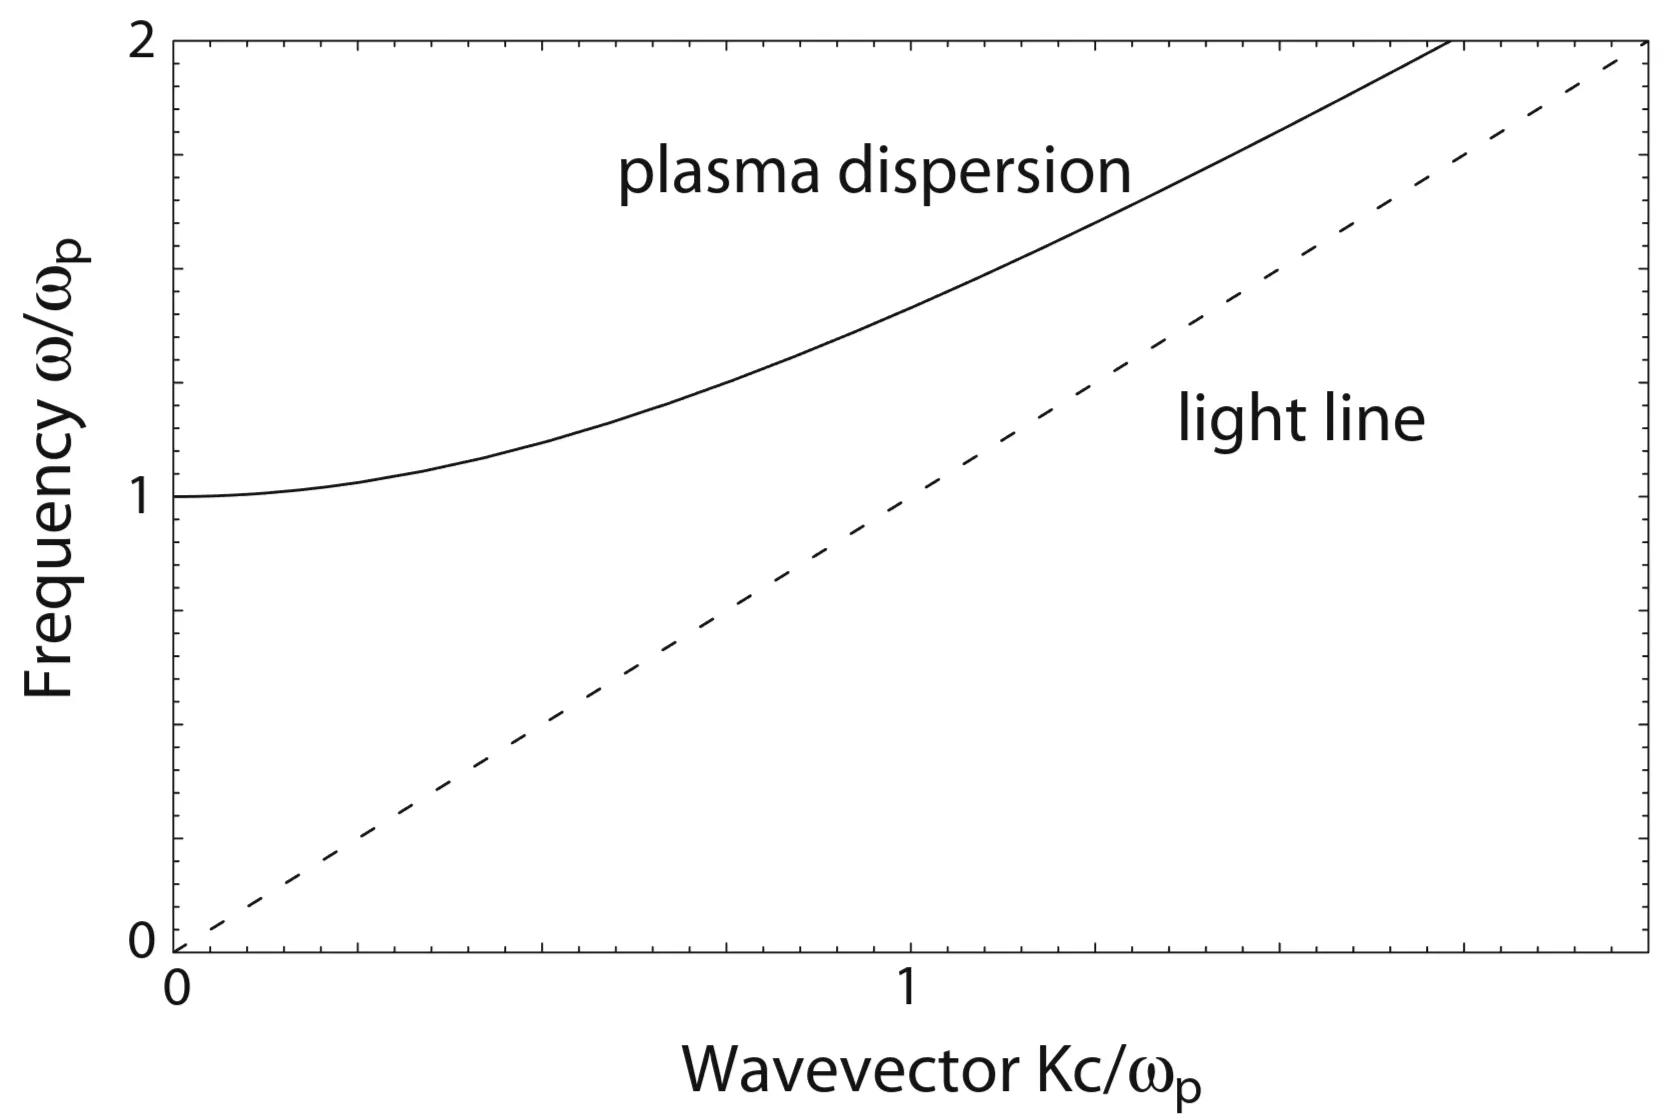 2
plasma dispersion
Frequency ω/ωp
light line
1
0
0
1
Wavevector Kc/ωp